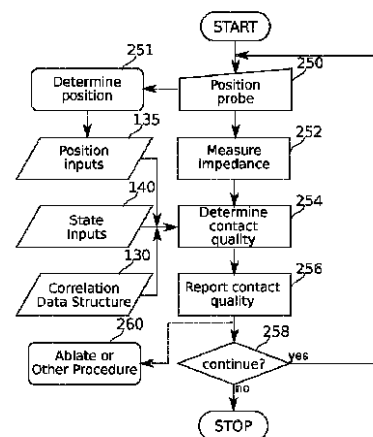 START
251
250
Determine
position
Position
probe
135
252
Position
inputs
Measure
Impedance
140
254
State
Inputs
Determine
contact
quality
130
256
Correlation
Data Structure
Report contact
quality
260
258
Ablate or
Other Procedure
continue?
yes
no
STOP